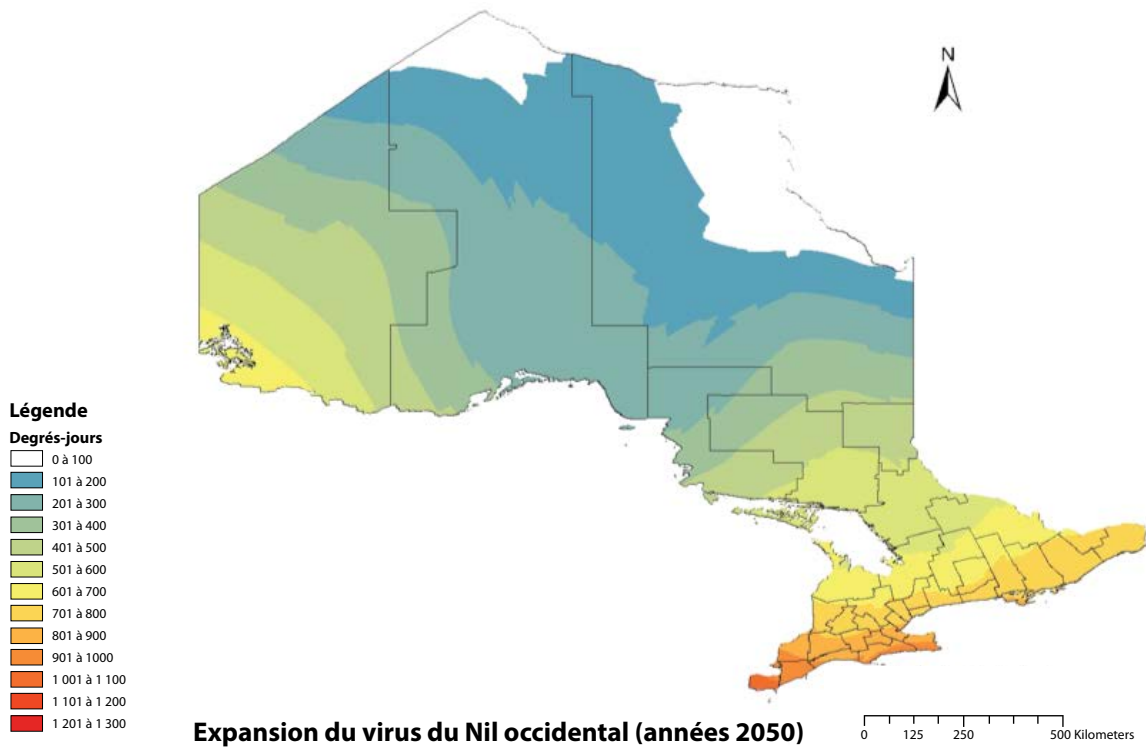 N
Légende
Degrés-jours
0 à 100
101 à 200
201 à 300
301 à 400
401 à 500
501 à 600
601 à 700
701 à 800
801 à 900
901 à 1000
1 001 à 1 100
1 101 à 1 200
1 201 à 1 300
Expansion du virus du Nil occidental (années 2050)
0 125 250 500 Kilometers